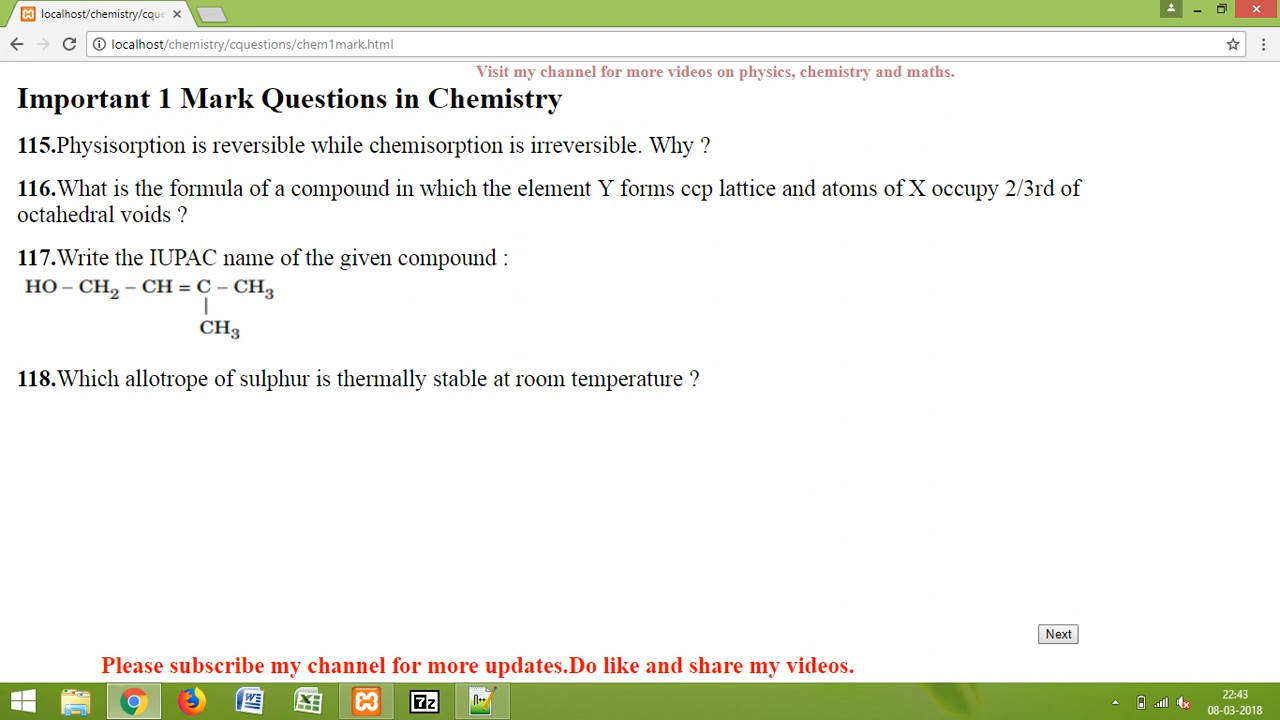 localhost/chemistry/cque
localhost/chemistry/cquestions/chem1mark.html
Visit my channel for more videos on physics, chemistry and maths.
Important 1 Mark Questions in Chemistry
115.Physisorption is reversible while chemisorption is irreversible. Why ?
116.What is the formula of a compound in which the element Y forms ccp lattice and atoms of X occupy 2/3rd of
octahedral voids ?
117.Write the IUPAC name of the given compound :
HO – CH₂ – CH = C – CH₃
|
CH₃
118.Which allotrope of sulphur is thermally stable at room temperature ?
Next
Please subscribe my channel for more updates.Do like and share my videos.
7z
22:43
08-03-2018